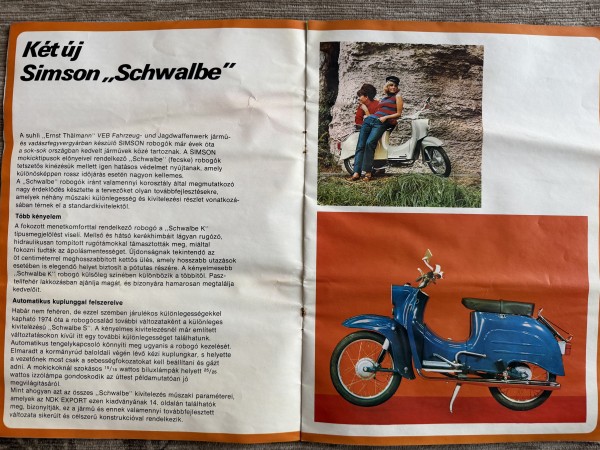 Két új
Simson „Schwalbe”
A suhli „Ernst Thälmann” VEB Fahrzeug- und Jagdwaffenwerk jármű-
és vadászfegyvergyárban készülő SIMSON robogók már évek óta
a sok-sok országban kedvelt járművek közé tartoznak. A SIMSON
mokicktípusok előnyeivel rendelkező „Schwalbe” (fecske) robogók
tetszetős kinézésük mellett igen hatásos védelmet nyújtanak, amely
különösképpen rossz időjárás esetén nagyon kellemes.
A „Schwalbe” robogók iránt valamennyi korosztály által megmutatkozó
nagy érdeklődés késztette a tervezőket olyan továbbfejlesztésekre,
amelyek néhány műszaki különlegesség és kivitelezési részlet vonatkozá-
sában térnek el a standardkivitelektől.
Több kényelem
A fokozott menetkomforttal rendelkező robogó a „Schwalbe K”
típusmegjelölést viseli. Mellső és hátsó kerékhimbáit lágyan rugózó,
hidraulikusan tompított rugótámokkal támasztották meg, miáltal
fokozni tudták az ápolásmentességet. Újdonságnak tekintendő az
öt centiméterrel meghosszabbított kettős ülés, amely hosszabb utazások
esetében is elegendő helyet biztosít a pótutas részére. A kényelmesebb
„Schwalbe K” robogó külsőleg színében különbözik a többitől. Pasz-
tellfehér lakkozásban ajánlja magát, és bizonyára hamarosan megtalálja
kedvelőit.
Automatikus kuplunggal felszerelve
Habár nem fehéren, de ezzel szemben járulékos különlegességekkel
kapható 1974 óta a robogócsalád további változataként a különleges
kivitelezésű „Schwalbe S”. A kényelmes kivitelezésnél már említett
változtatásokon kívül itt egy további különlegességet találhatunk.
Automatikus tengelykapcsoló könnyíti meg ugyanis a robogó kezelését.
Elmaradt a kormányrúd baloldali végén lévő kézi kuplungkar, s helyette
a vezetőnek most csak a sebességfokozatokat kell beállítani és gázt
adni. A mokickoknál szokásos 15/15 wattos biluxlámpák helyett 25/25
wattos izzólámpa gondoskodik az úttest példamutatóan jó
megvilágításáról.
Mint ahogyan azt az összes „Schwalbe” kivitelezés műszaki paraméterei,
amelyek az NDK EXPORT ezen kiadványának 14. oldalán találhatók
meg, bizonyítják, ez a jármű és ennek valamennyi továbbfejlesztett
változata sikerült és célszerű konstrukcióval rendelkezik.